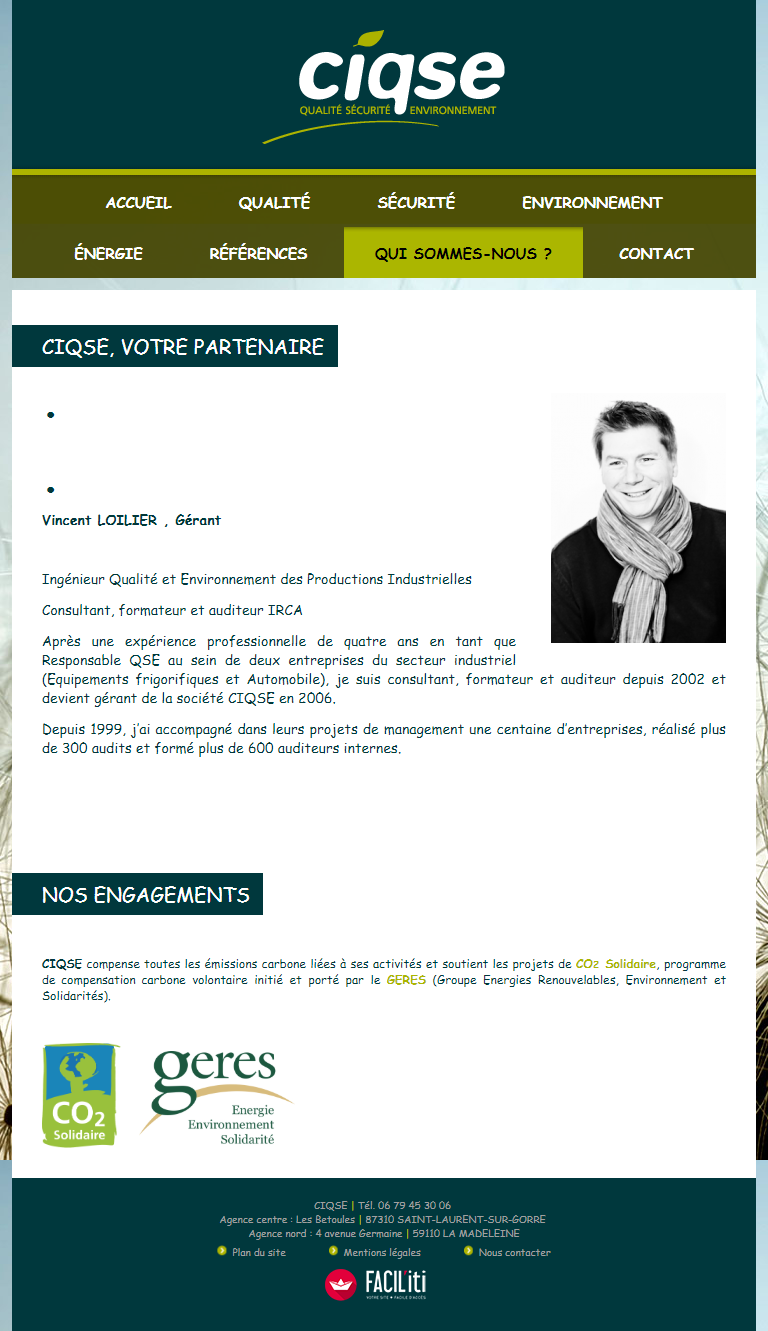 ciqse
QUALITÉ SÉCURITÉ ENVIRONNEMENT
ACCUEIL QUALITÉ SÉCURITÉ ENVIRONNEMENT
ÉNERGIE RÉFÉRENCES QUI SOMMES-NOUS ? CONTACT
CIQSE, VOTRE PARTENAIRE
•
•
Vincent LOILIER , Gérant
Ingénieur Qualité et Environnement des Productions Industrielles
Consultant, formateur et auditeur IRCA
Après une expérience professionnelle de quatre ans en tant que
Responsable QSE au sein de deux entreprises du secteur industriel
(Equipements frigorifiques et Automobile), je suis consultant, formateur et auditeur depuis 2002 et
devient gérant de la société CIQSE en 2006.
Depuis 1999, j’ai accompagné dans leurs projets de management une centaine d’entreprises, réalisé plus
de 300 audits et formé plus de 600 auditeurs internes.
NOS ENGAGEMENTS
CIQSE compense toutes les émissions carbone liées à ses activités et soutient les projets de CO2 Solidaire, programme
de compensation carbone volontaire initié et porté par le GERES (Groupe Energies Renouvelables, Environnement et
Solidarités).
CO2
Solidaire
geres
Energie
Environnement
Solidarité
CIQSE | Tél. 06 79 45 30 06
Agence centre : Les Betoules | 87310 SAINT-LAURENT-SUR-GORRE
Agence nord : 4 avenue Germaine | 59110 LA MADELEINE
Plan du site Mentions légales Nous contacter
FACIL'iti
VOTRE SITE + FACILE D'ACCÈS